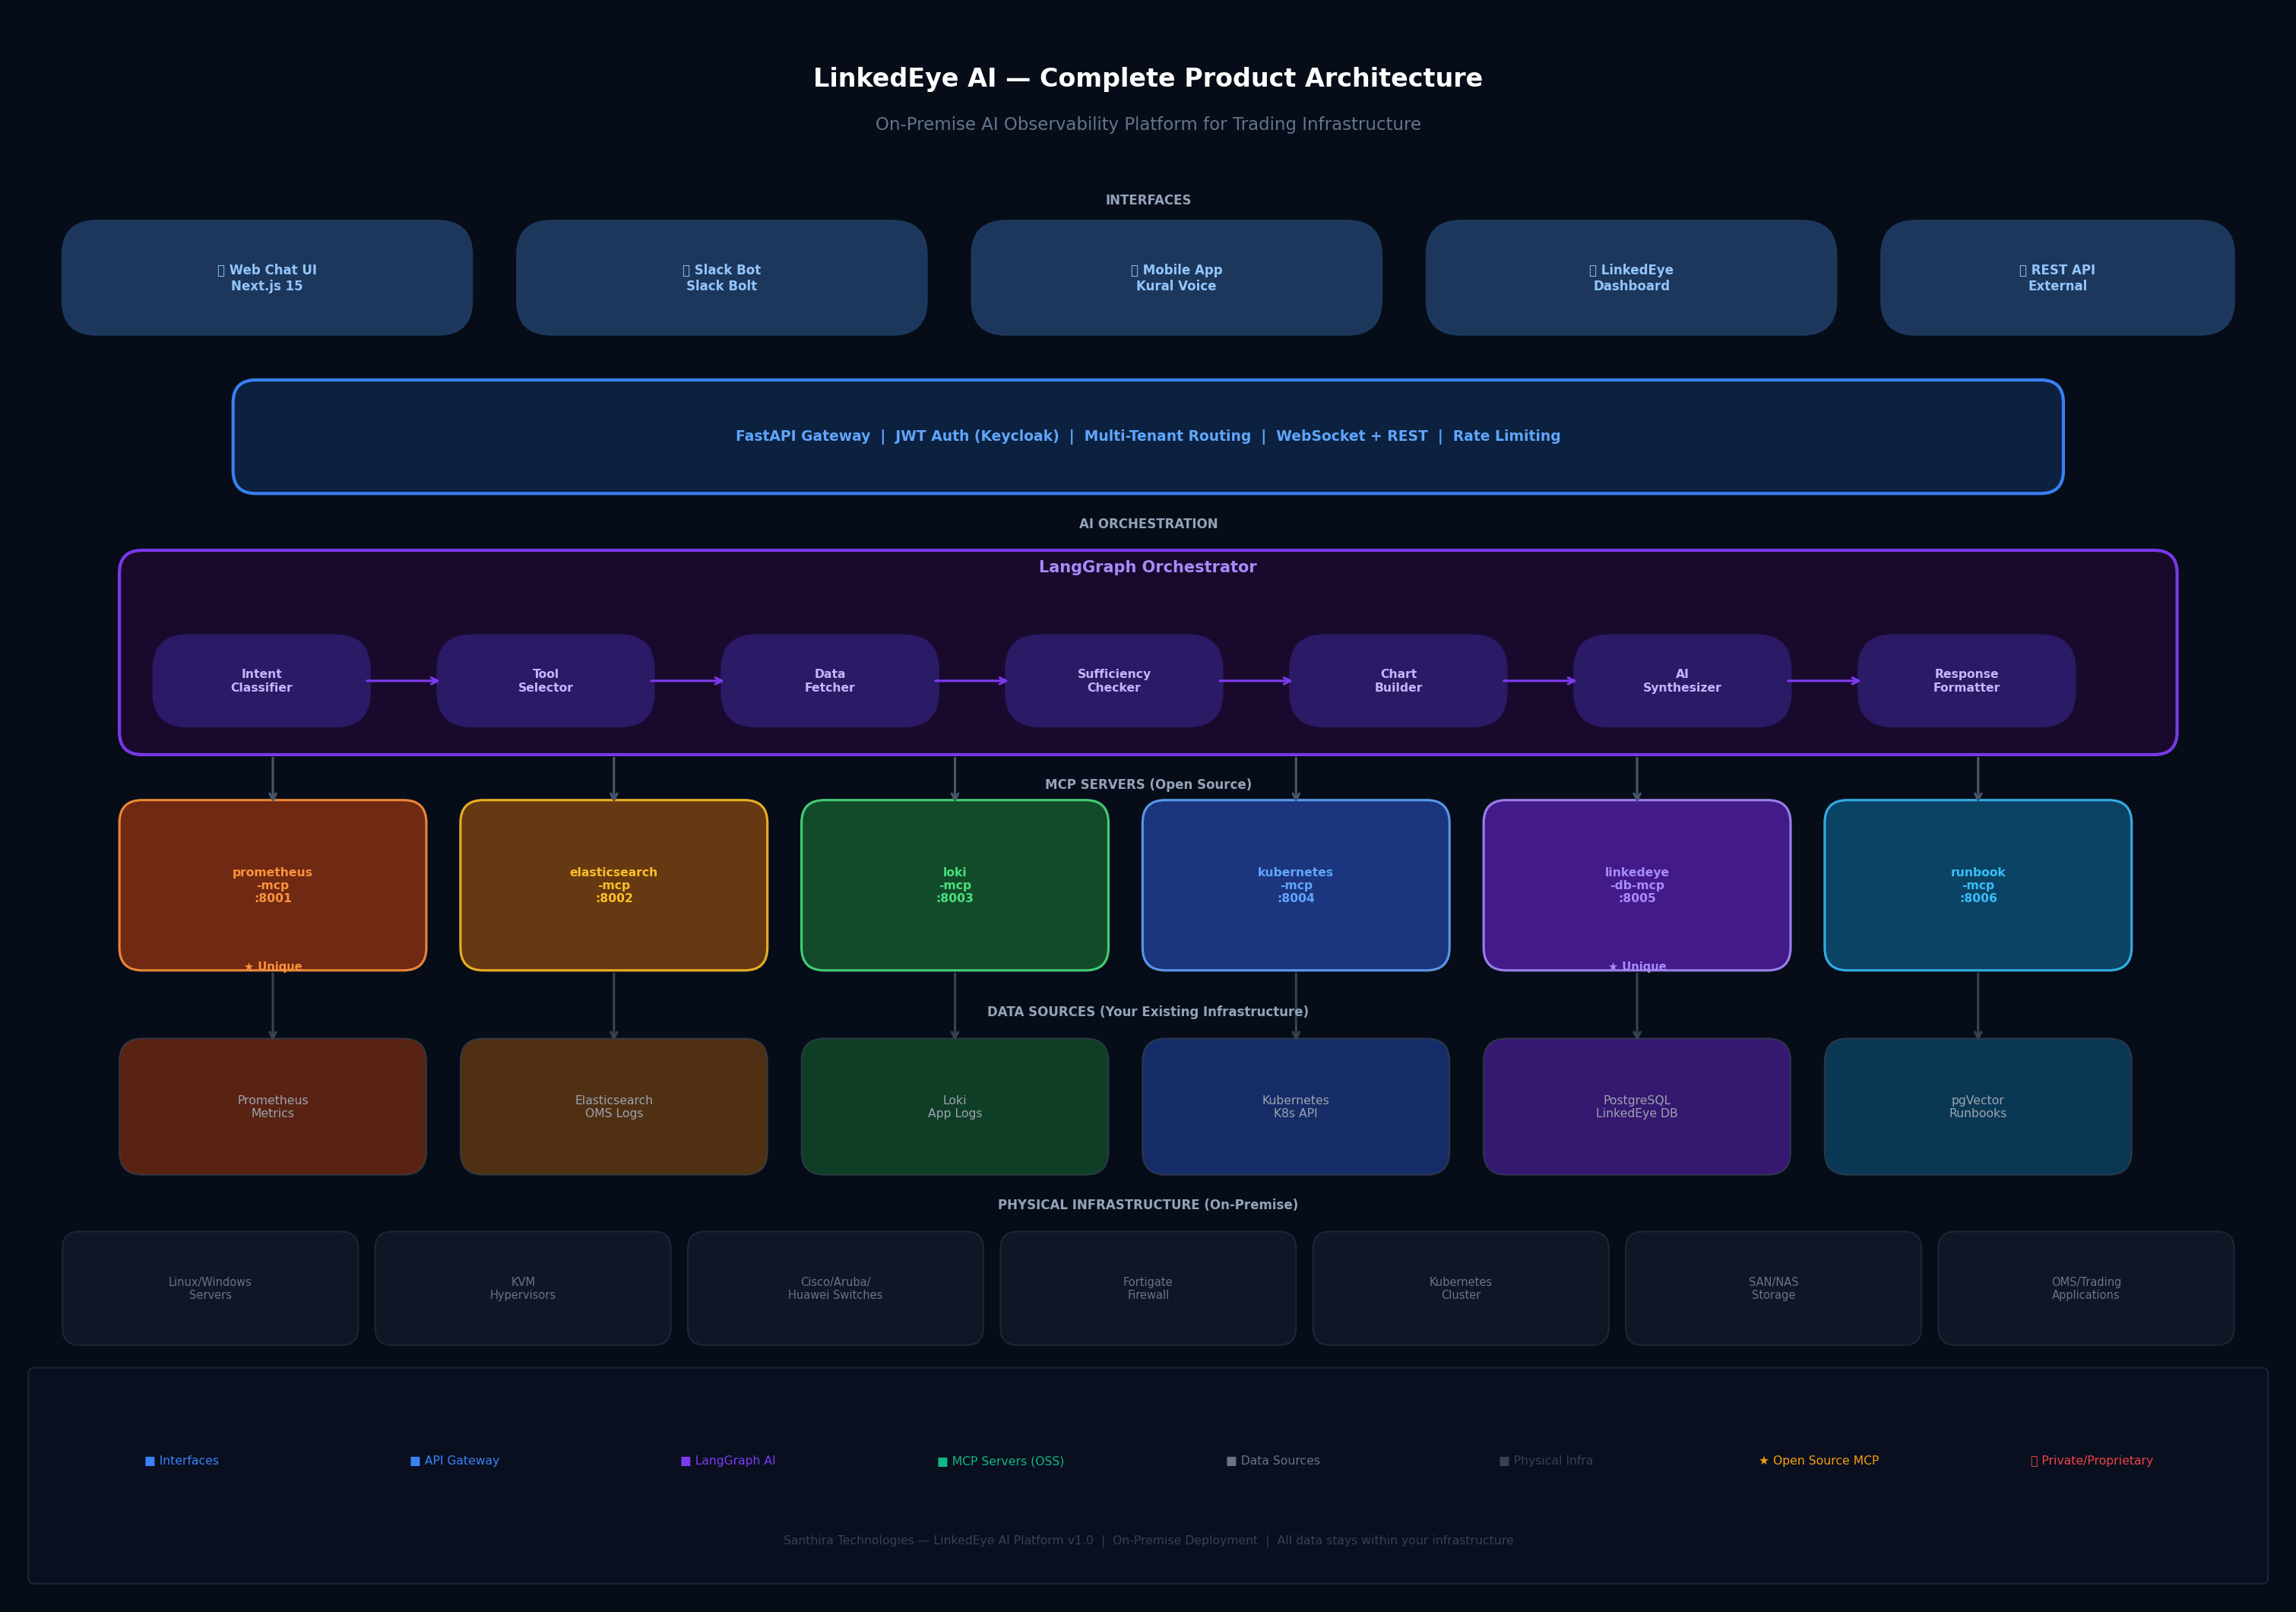 LinkedEye AI — Complete Product Architecture
On-Premise AI Observability Platform for Trading Infrastructure
INTERFACES
Web Chat UI
Next.js 15
Slack Bot
Slack Bolt
Mobile App
Kural Voice
LinkedEye
Dashboard
REST API
External
FastAPI Gateway | JWT Auth (Keycloak) | Multi-Tenant Routing | WebSocket + REST | Rate Limiting
AI ORCHESTRATION
LangGraph Orchestrator
Intent
Classifier
Tool
Selector
Data
Fetcher
Sufficiency
Checker
Chart
Builder
AI
Synthesizer
Response
Formatter
MCP SERVERS (Open Source)
prometheus
-mcp
:8001
★ Unique
elasticsearch
-mcp
:8002
loki
-mcp
:8003
kubernetes
-mcp
:8004
linkedeye
-db-mcp
:8005
★ Unique
runbook
-mcp
:8006
DATA SOURCES (Your Existing Infrastructure)
Prometheus
Metrics
Elasticsearch
OMS Logs
Loki
App Logs
Kubernetes
K8s API
PostgreSQL
LinkedEye DB
pgVector
Runbooks
PHYSICAL INFRASTRUCTURE (On-Premise)
Linux/Windows
Servers
KVM
Hypervisors
Cisco/Aruba/
Huawei Switches
Fortigate
Firewall
Kubernetes
Cluster
SAN/NAS
Storage
OMS/Trading
Applications
■ Interfaces
■ API Gateway
■ LangGraph AI
■ MCP Servers (OSS)
■ Data Sources
■ Physical Infra
★ Open Source MCP
Private/Proprietary
Santhira Technologies — LinkedEye AI Platform v1.0 | On-Premise Deployment | All data stays within your infrastructure